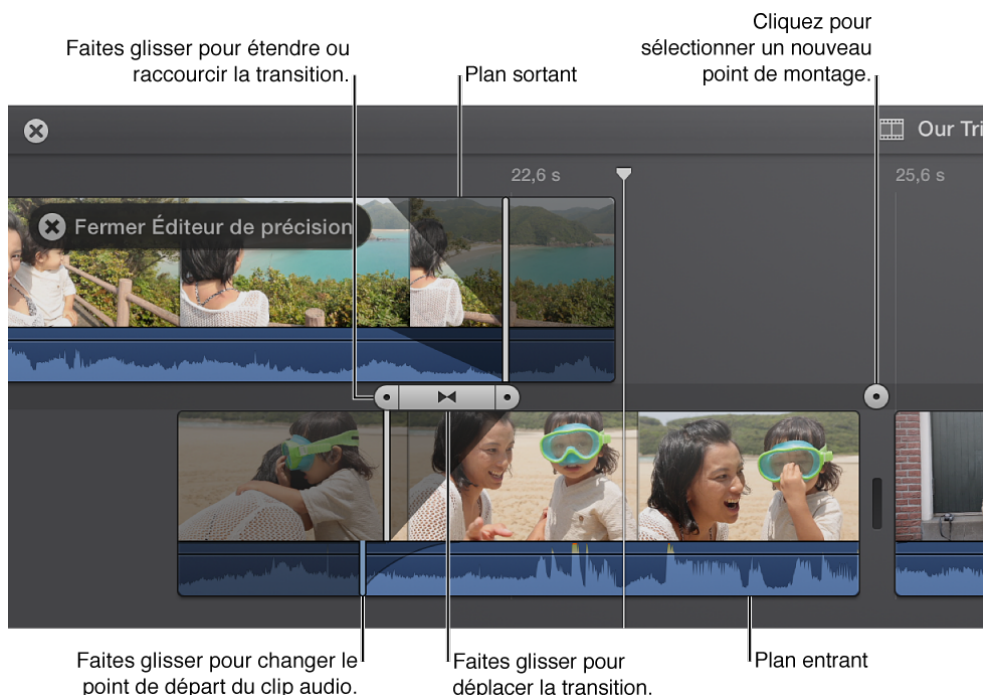 Cliquez pour
sélectionner un nouveau
point de montage.
Faites glisser pour étendre ou
raccourcir la transition.
Plan sortant
Our Tri
22,6 s
25,6 s
Fermer Éditeur de précision
Faites glisser pour changer le
point de départ du clip audio.
Faites glisser pour
déplacer la transition.
Plan entrant